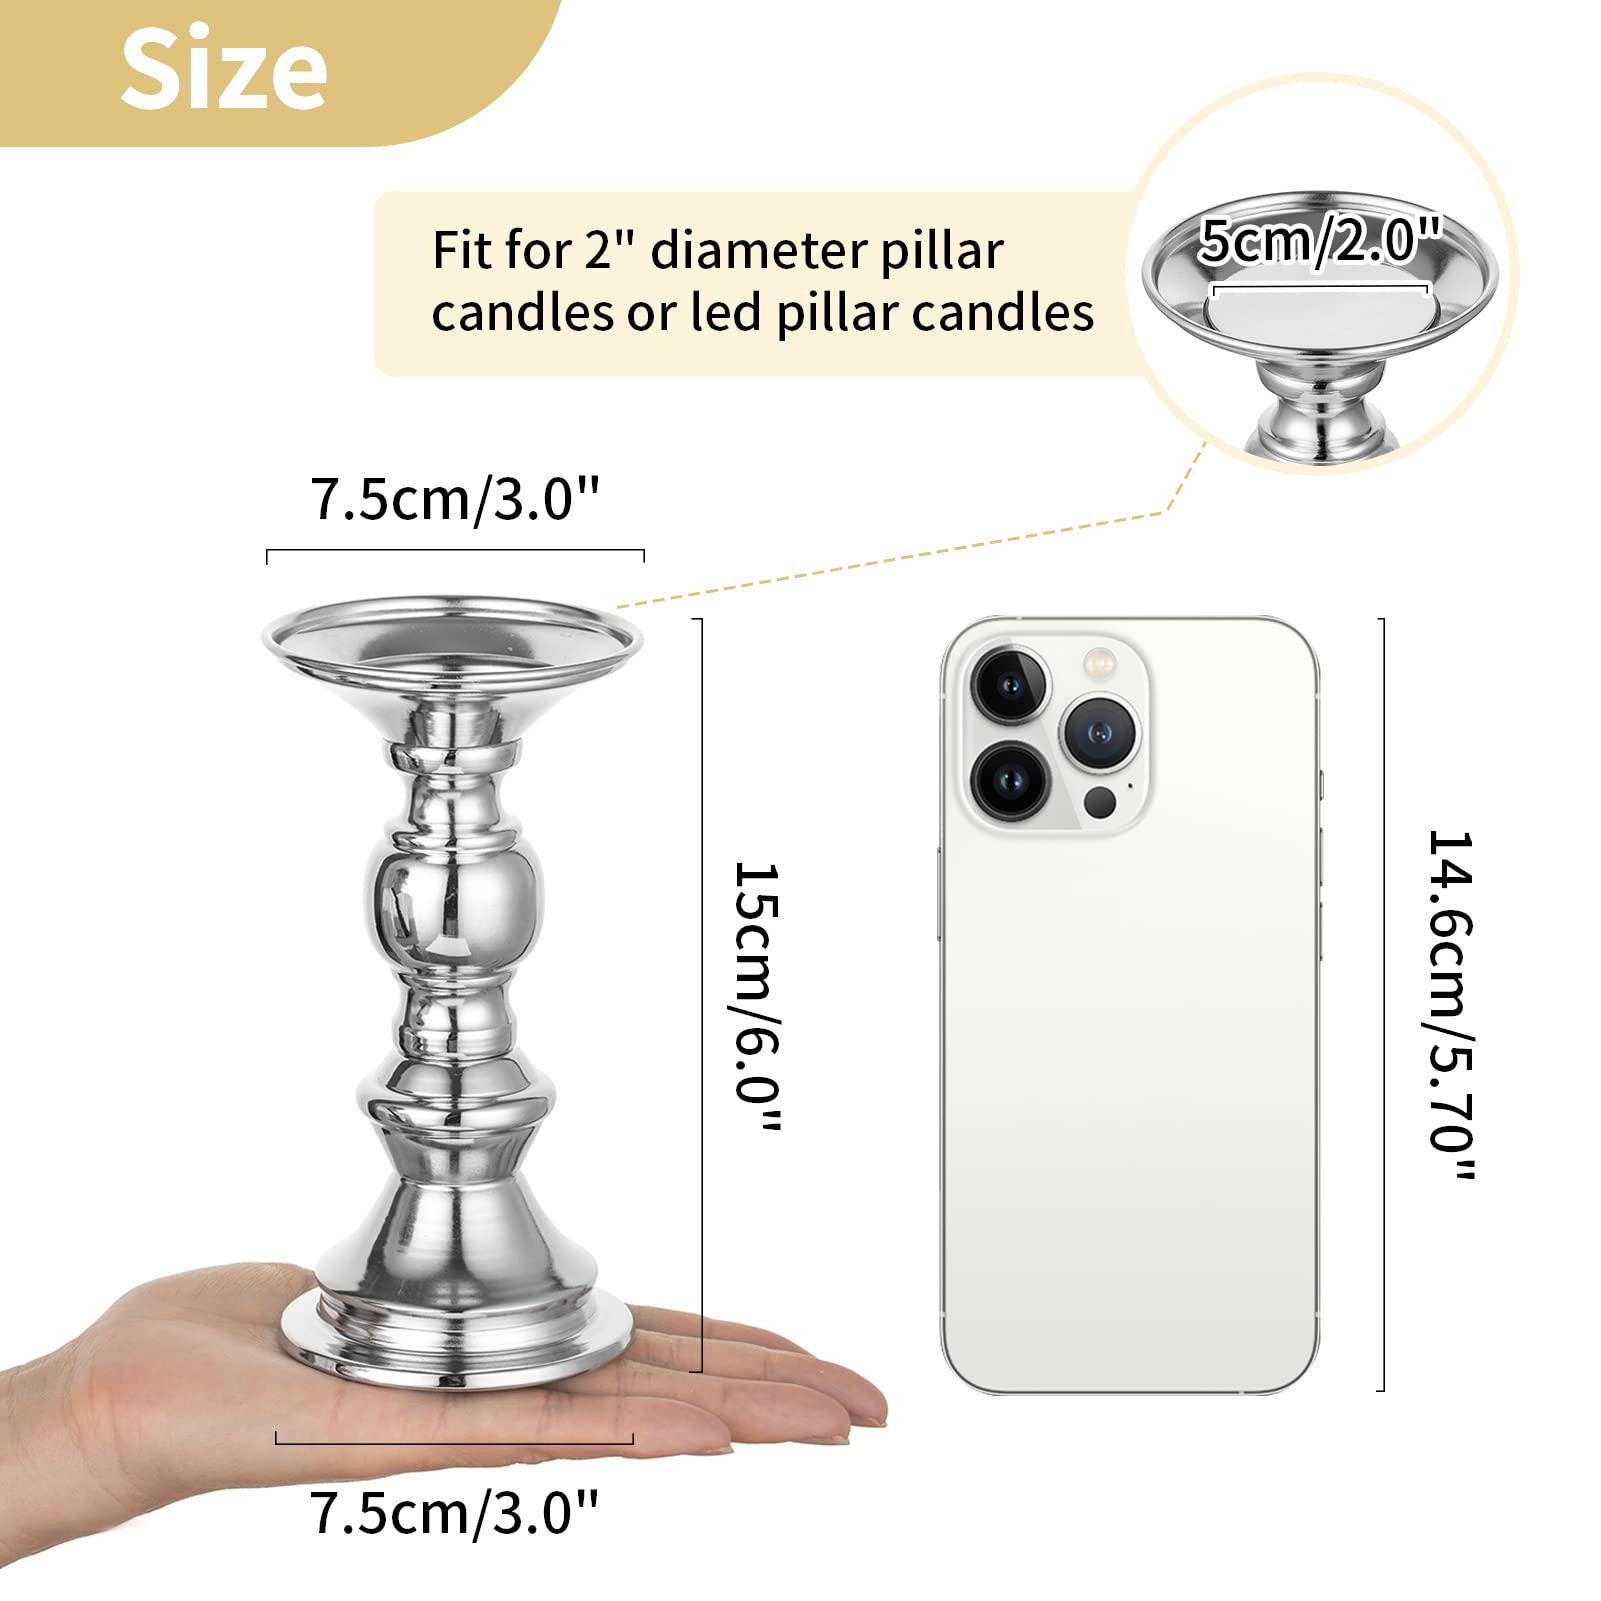 Size
Fit for 2" diameter pillar
candles or led pillar candles
5cm/2.0"
7.5cm/3.0"
15cm/6.0"
14.6cm/5.70"
7.5cm/3.0"